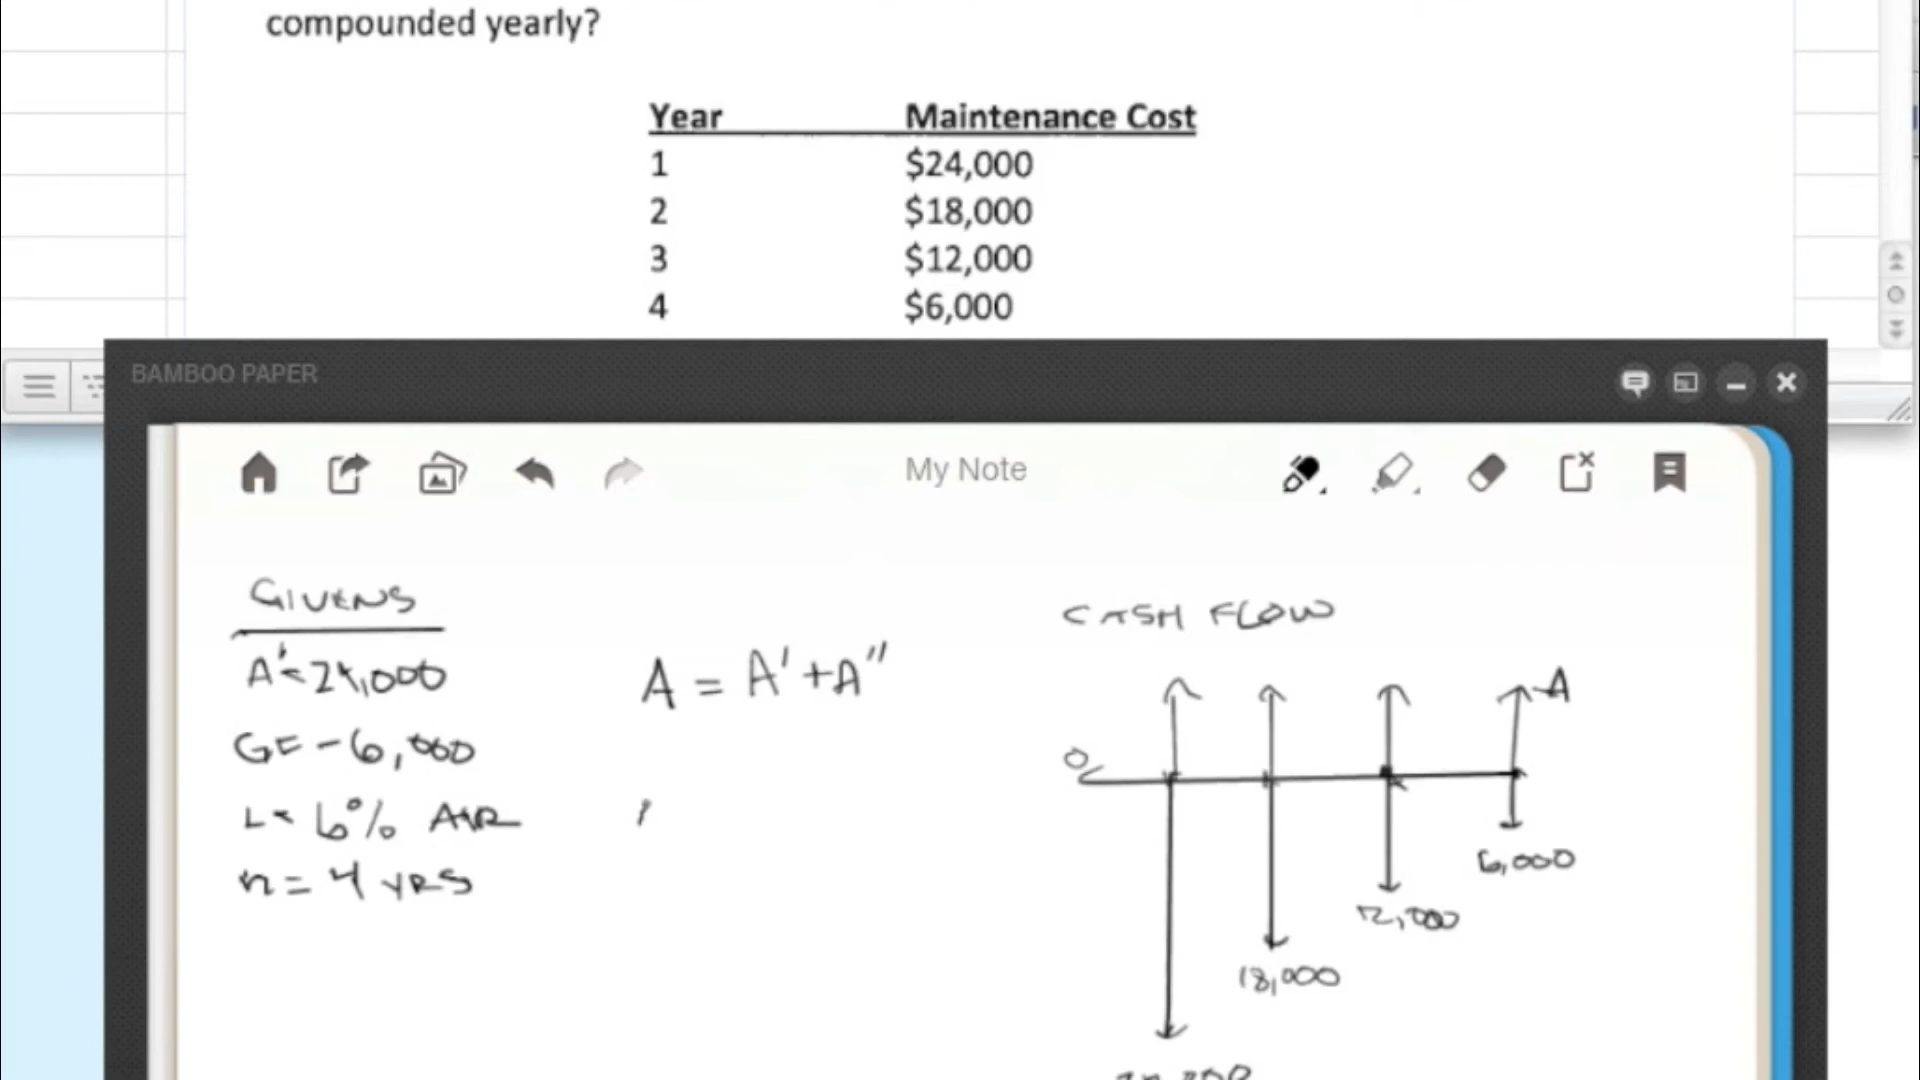 compounded yearly?
Year Maintenance Cost
1 $24,000
2 $18,000
3 $12,000
4 $6,000
BAMBOO PAPER
My Note
GIVENS
A' = 24,000
G = -6,000
i = 6% AIR
n = 4 YRS
A = A' + A''
CASH FLOW
A
0
6,000
12,000
18,000